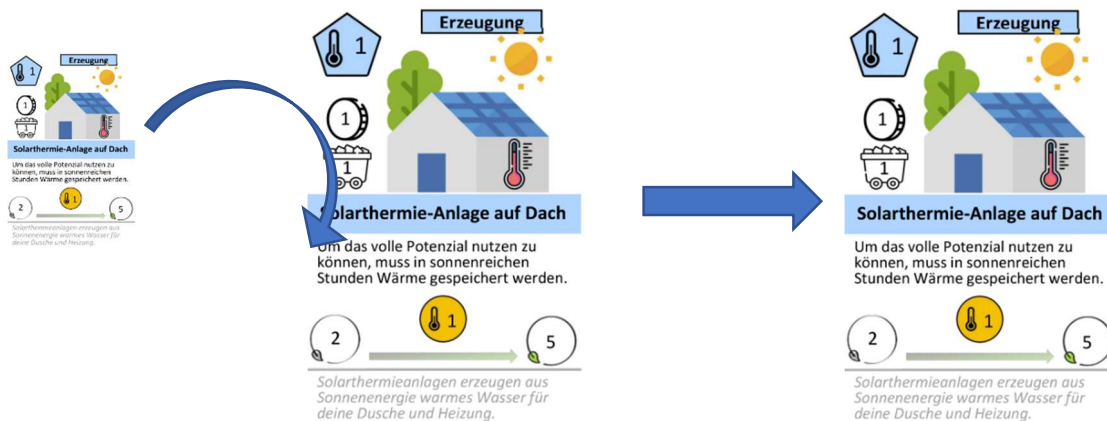 1
Erzeugung
1
1
Solarthermie-Anlage auf Dach
Um das volle Potenzial nutzen zu
können, muss in sonnenreichen
Stunden Wärme gespeichert werden.
1
2
5
Solarthermieanlagen erzeugen aus
Sonnenenergie warmes Wasser für
deine Dusche und Heizung.
1
Erzeugung
1
1
Solarthermie-Anlage auf Dach
Um das volle Potenzial nutzen zu
können, muss in sonnenreichen
Stunden Wärme gespeichert werden.
1
2
5
Solarthermieanlagen erzeugen aus
Sonnenenergie warmes Wasser für
deine Dusche und Heizung.
1
Erzeugung
1
1
Solarthermie-Anlage auf Dach
Um das volle Potenzial nutzen zu
können, muss in sonnenreichen
Stunden Wärme gespeichert werden.
1
2
5
Solarthermieanlagen erzeugen aus
Sonnenenergie warmes Wasser für
deine Dusche und Heizung.